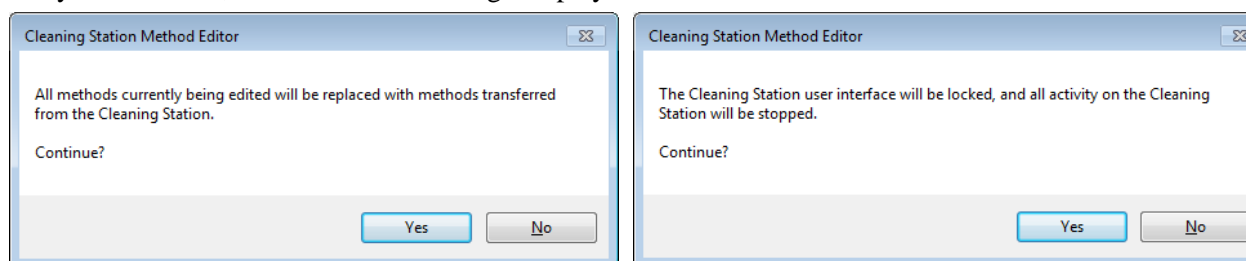 Cleaning Station Method Editor
All methods currently being edited will be replaced with methods transferred
from the Cleaning Station.
Continue?
Yes No
Cleaning Station Method Editor
The Cleaning Station user interface will be locked, and all activity on the Cleaning
Station will be stopped.
Continue?
Yes No